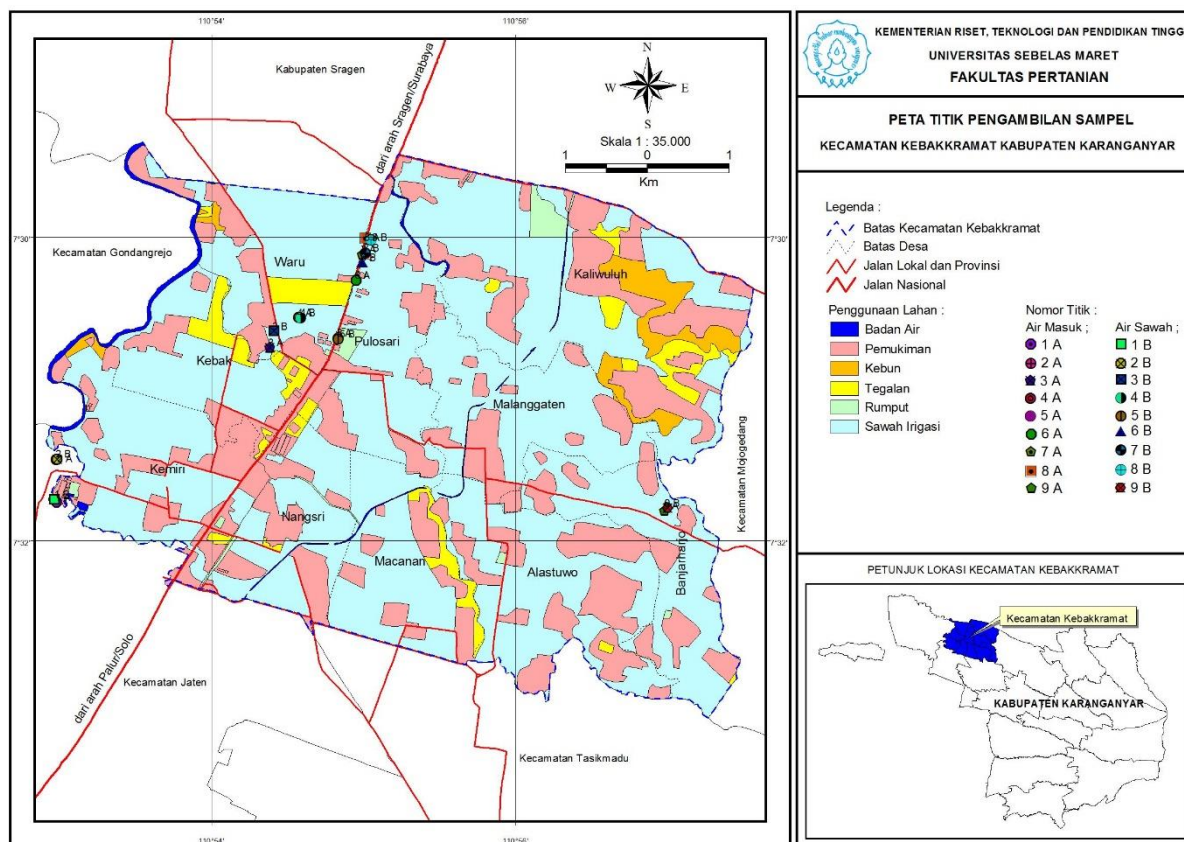 110°54'
110°56'
Kabupaten Sragen
dari arah Sragen/Surabaya
N
W
E
S
Skala 1 : 35.000
1
0
1
Km
7°30'
7°30'
Kecamatan Gondangrejo
Waru
Kaliwuluh
Pulosari
Kebak
Malanggaten
Kecamatan Mojogedang
Kemiri
Nangsri
7°32'
7°32'
Macanan
Alastuwo
Banjarharjo
dari arah Palur/Solo
Kecamatan Jaten
Kecamatan Tasikmadu
110°54'
110°56'
KEMENTERIAN RISET, TEKNOLOGI DAN PENDIDIKAN TINGG
UNIVERSITAS SEBELAS MARET
FAKULTAS PERTANIAN
PETA TITIK PENGAMBILAN SAMPEL
KECAMATAN KEBAKKRAMAT KABUPATEN KARANGANYAR
Legenda :
Batas Kecamatan Kebakkramat
Batas Desa
Jalan Lokal dan Provinsi
Jalan Nasional
Penggunaan Lahan :
Badan Air
Pemukiman
Kebun
Tegalan
Rumput
Sawah Irigasi
Nomor Titik :
Air Masuk ;
Air Sawah ;
1 A
1 B
2 A
2 B
3 A
3 B
4 A
4 B
5 A
5 B
6 A
6 B
7 A
7 B
8 A
8 B
9 A
9 B
PETUNJUK LOKASI KECAMATAN KEBAKKRAMAT
Kecamatan Kebakkramat
KABUPATEN KARANGANYAR